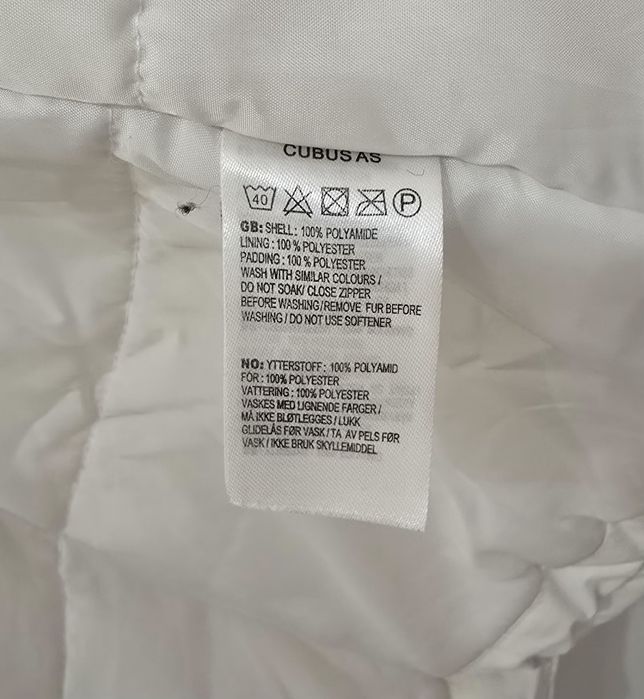 CUBUS AS
40 P
GB: SHELL: 100% POLYAMIDE
LINING: 100 % POLYESTER
PADDING: 100 % POLYESTER
WASH WITH SIMILAR COLOURS /
DO NOT SOAK/ CLOSE ZIPPER
BEFORE WASHING/REMOVE FUR BEFORE
WASHING / DO NOT USE SOFTENER
NO: YTTERSTOFF: 100% POLYAMID
FÔR: 100% POLYESTER
VATTERING: 100% POLYESTER
VASKES MED LIGNENDE FARGER /
MÅ IKKE BLØTLEGGES / LUKK
GLIDELÅS FØR VASK / TA AV PELS FØR
VASK / IKKE BRUK SKYLLEMIDDEL